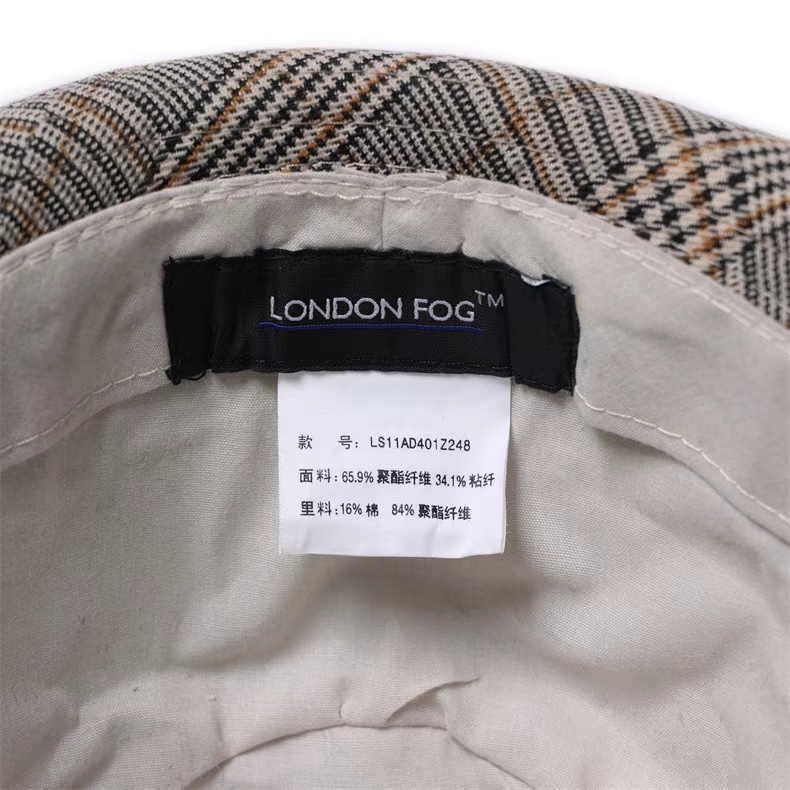 LONDON FOG™
款 号: LS11AD401Z248
面料: 65.9% 聚酯纤维 34.1% 粘纤
里料: 16% 棉 84% 聚酯纤维